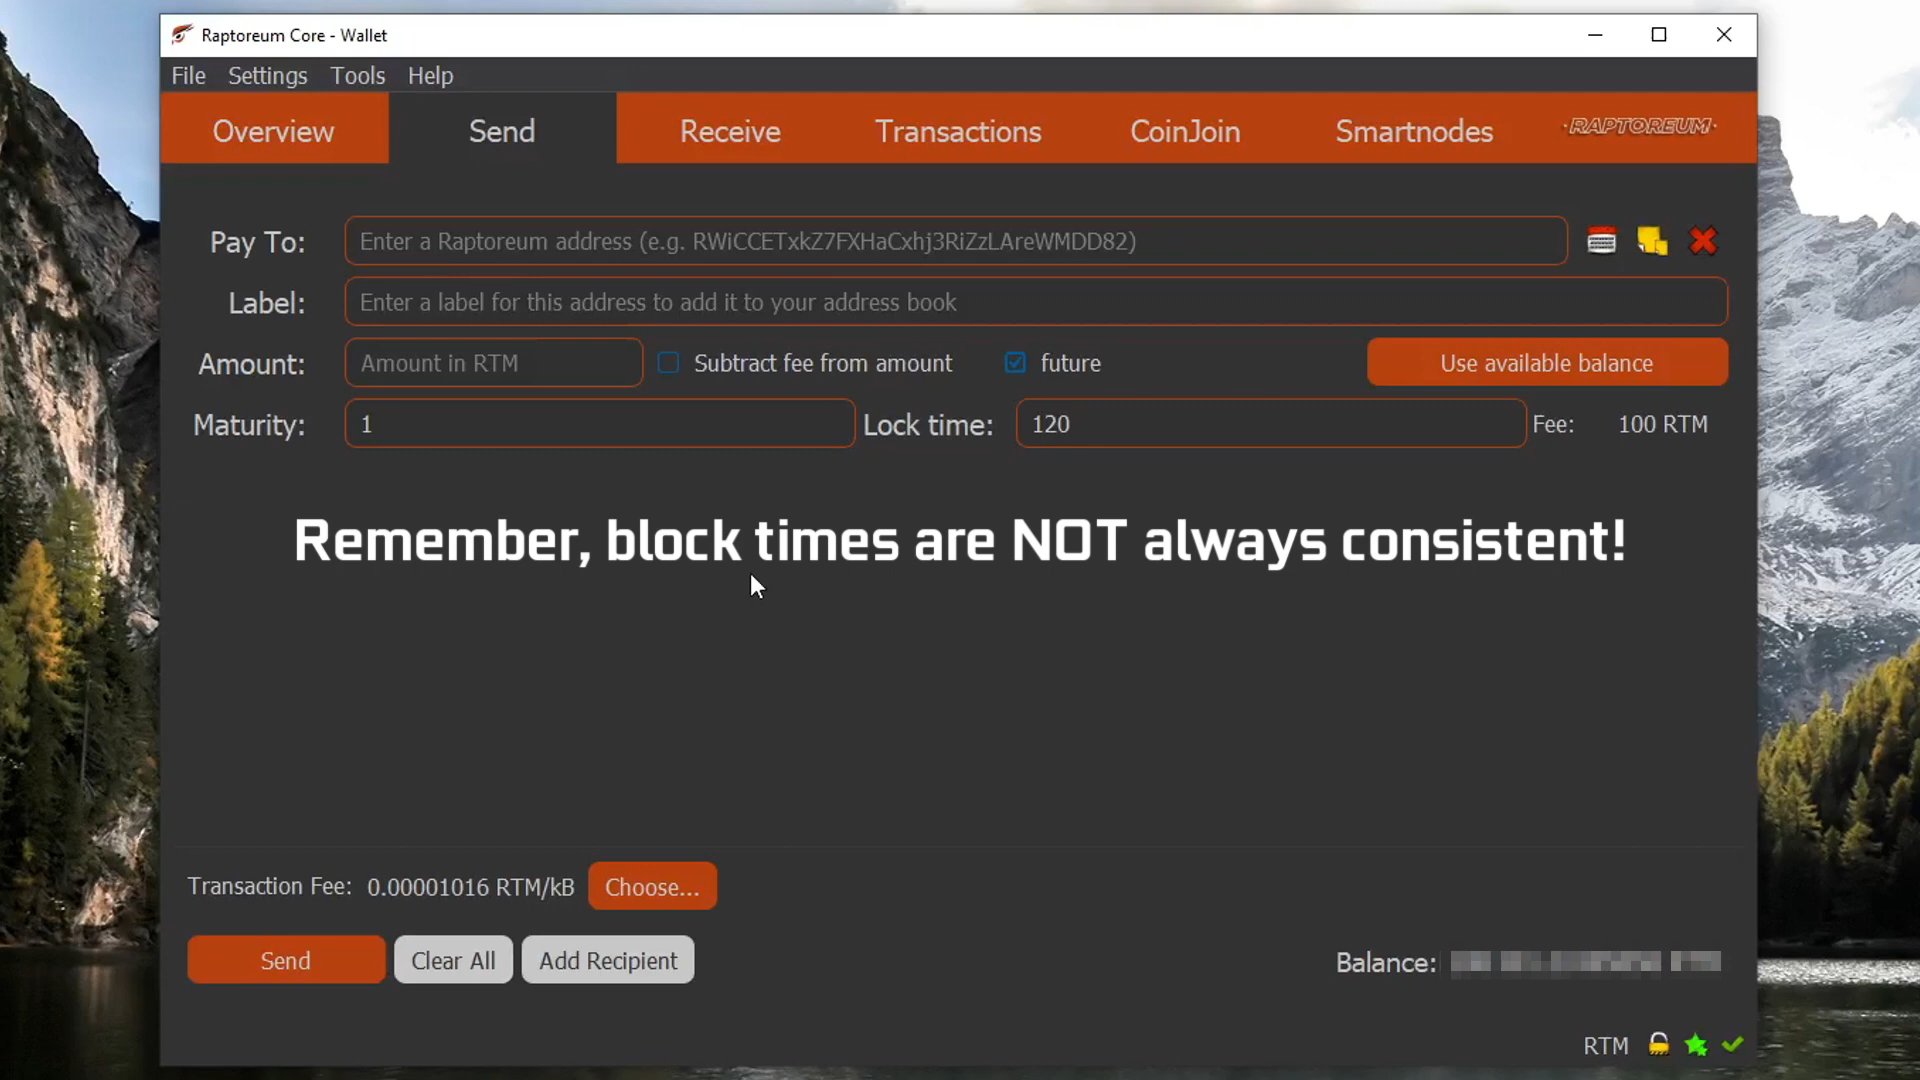 Raptoreum Core - Wallet
File Settings Tools Help
Overview Send Receive Transactions CoinJoin Smartnodes ·RAPTOREUM·
Pay To: Enter a Raptoreum address (e.g. RWiCCETxkZ7FXHaCxhj3RiZzLAreWMDD82)
Label: Enter a label for this address to add it to your address book
Amount: Amount in RTM Subtract fee from amount future Use available balance
Maturity: 1 Lock time: 120 Fee: 100 RTM
Remember, block times are NOT always consistent!
Transaction Fee: 0.00001016 RTM/kB Choose...
Send Clear All Add Recipient Balance:
RTM